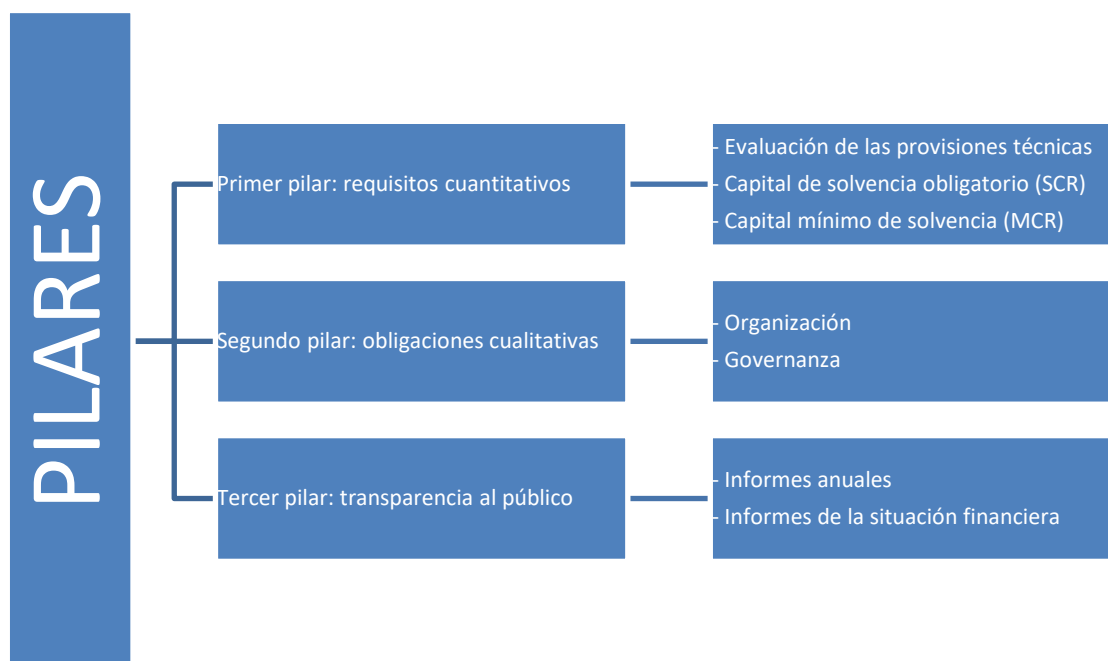 PILARES
Primer pilar: requisitos cuantitativos
- Evaluación de las provisiones técnicas
- Capital de solvencia obligatorio (SCR)
- Capital mínimo de solvencia (MCR)
Segundo pilar: obligaciones cualitativas
- Organización
- Governanza
Tercer pilar: transparencia al público
- Informes anuales
- Informes de la situación financiera